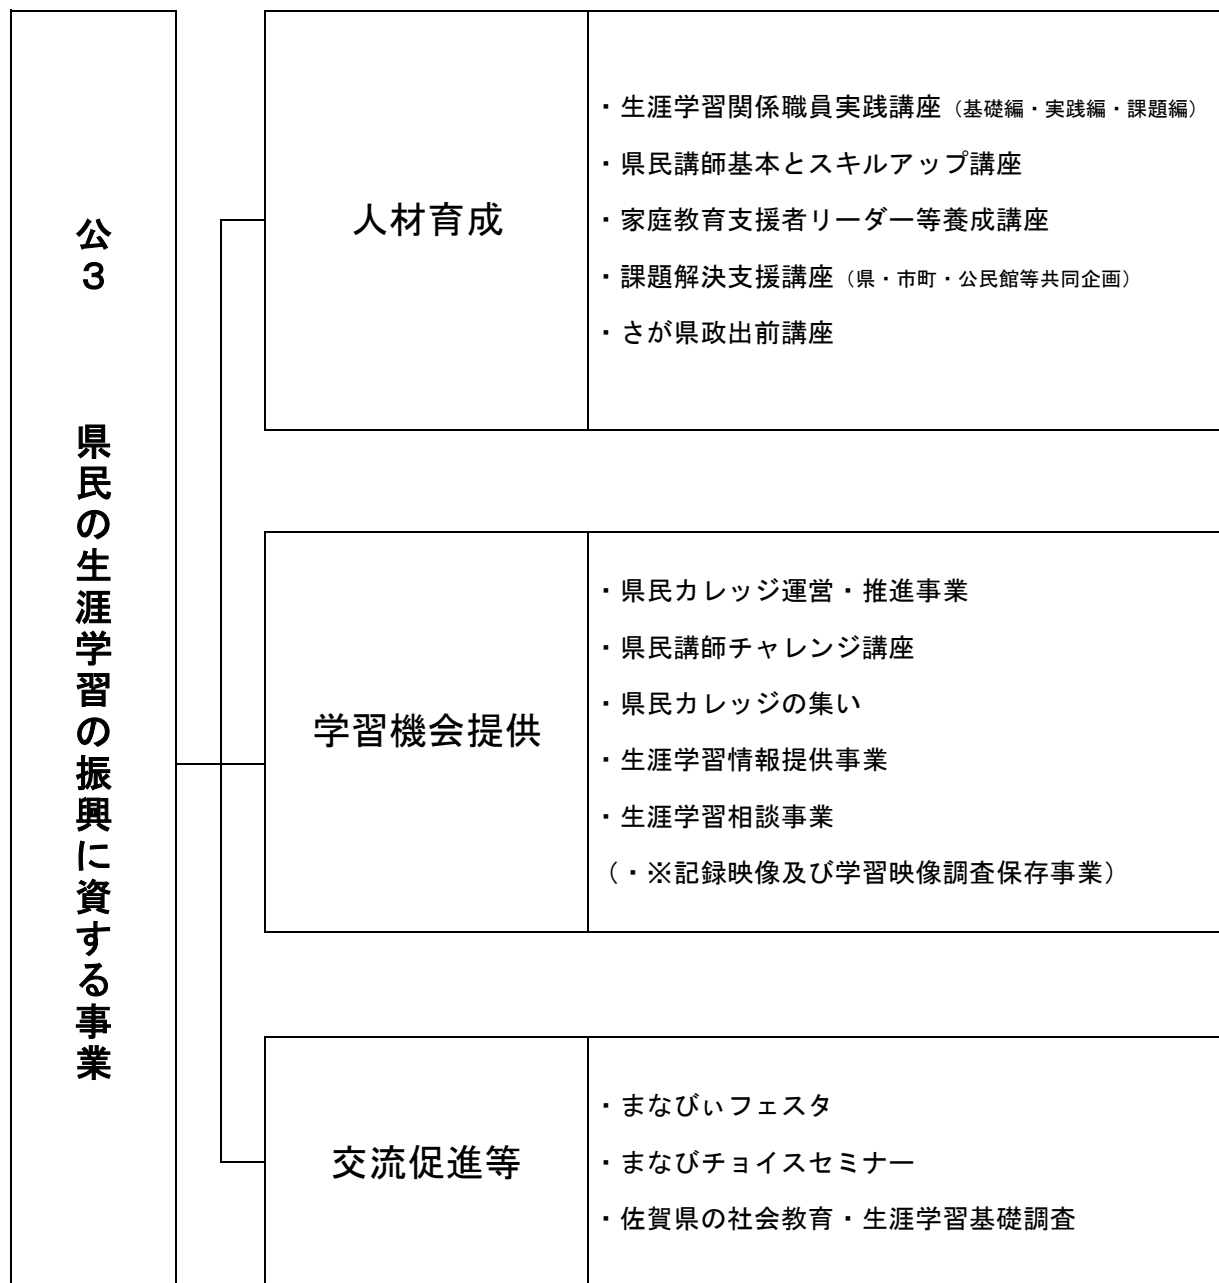 公3 県民の生涯学習の振興に資する事業
人材育成
・生涯学習関係職員実践講座（基礎編・実践編・課題編）
・県民講師基本とスキルアップ講座
・家庭教育支援者リーダー等養成講座
・課題解決支援講座（県・市町・公民館等共同企画）
・さが県政出前講座
学習機会提供
・県民カレッジ運営・推進事業
・県民講師チャレンジ講座
・県民カレッジの集い
・生涯学習情報提供事業
・生涯学習相談事業
（・※記録映像及び学習映像調査保存事業）
交流促進等
・まなびぃフェスタ
・まなびチョイスセミナー
・佐賀県の社会教育・生涯学習基礎調査